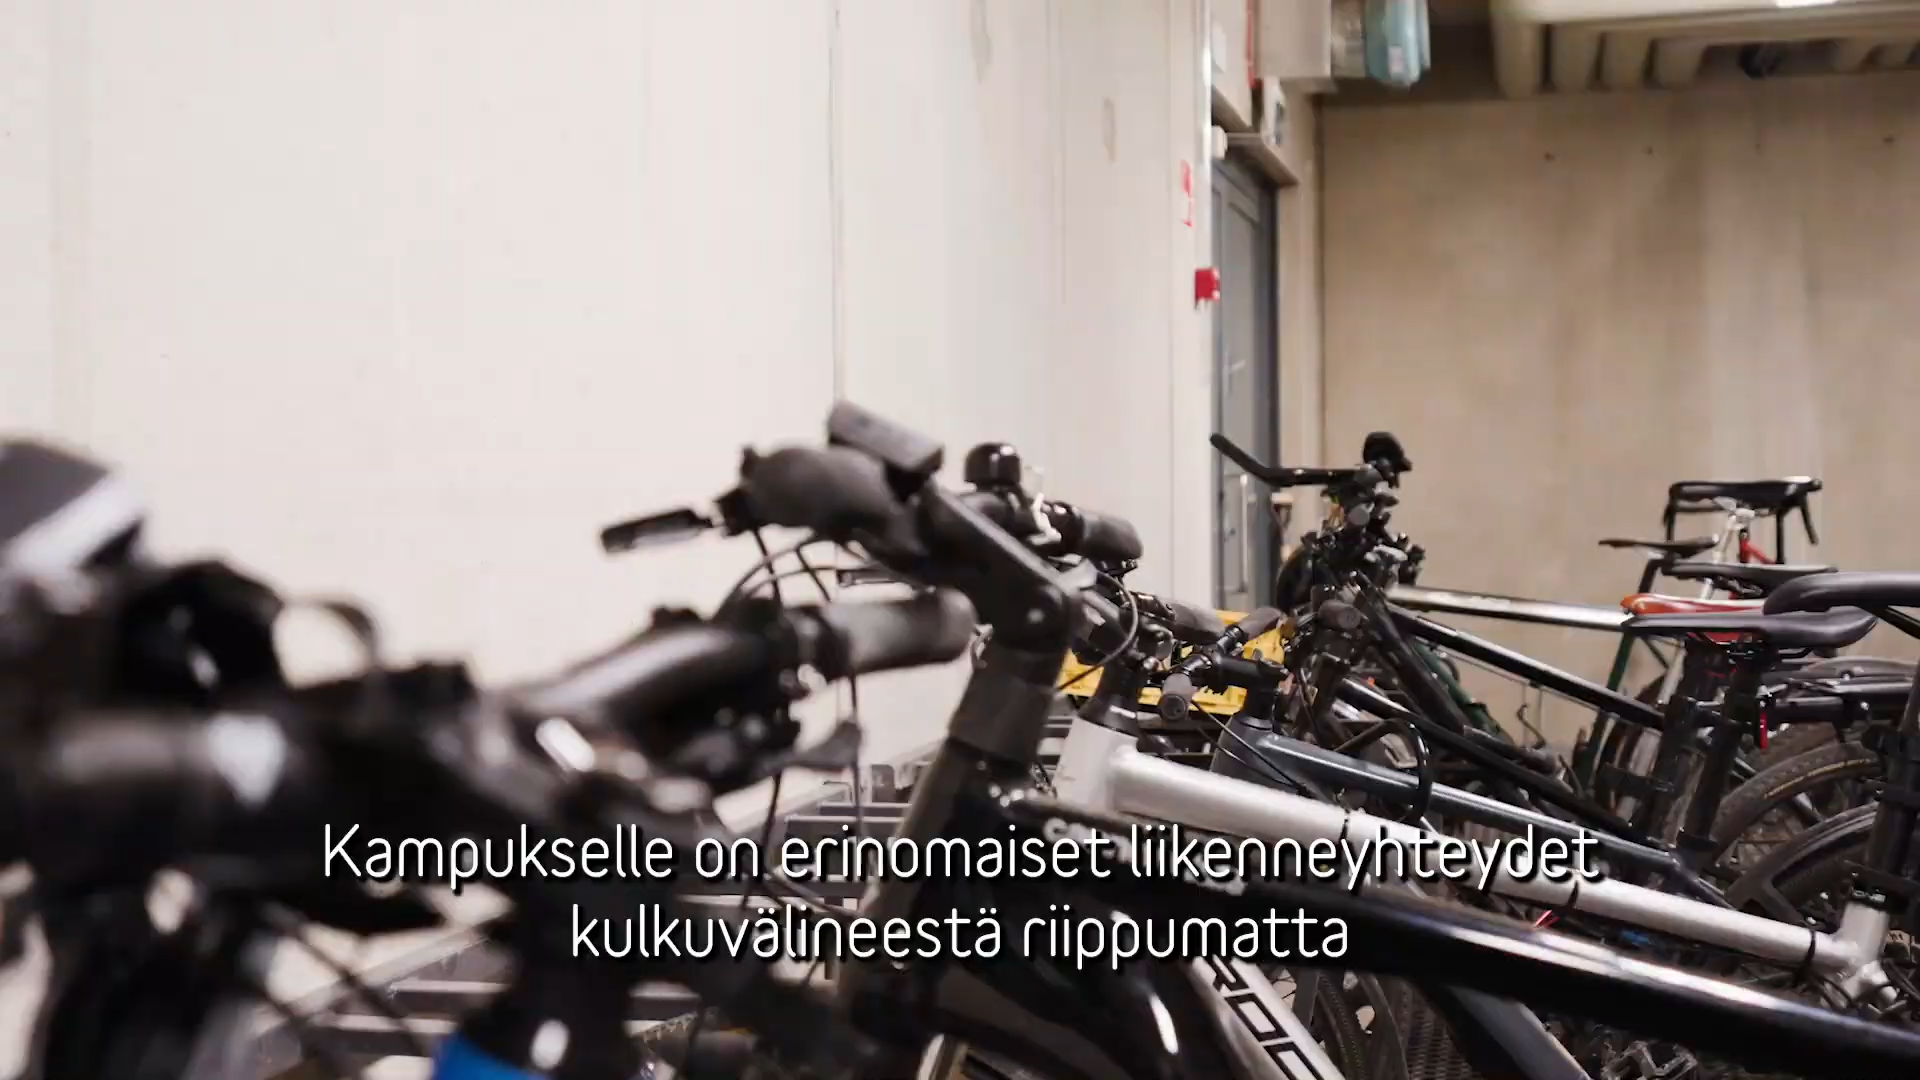 Kampukselle on erinomaiset liikenneyhteydet
kulkuvälineestä riippumatta